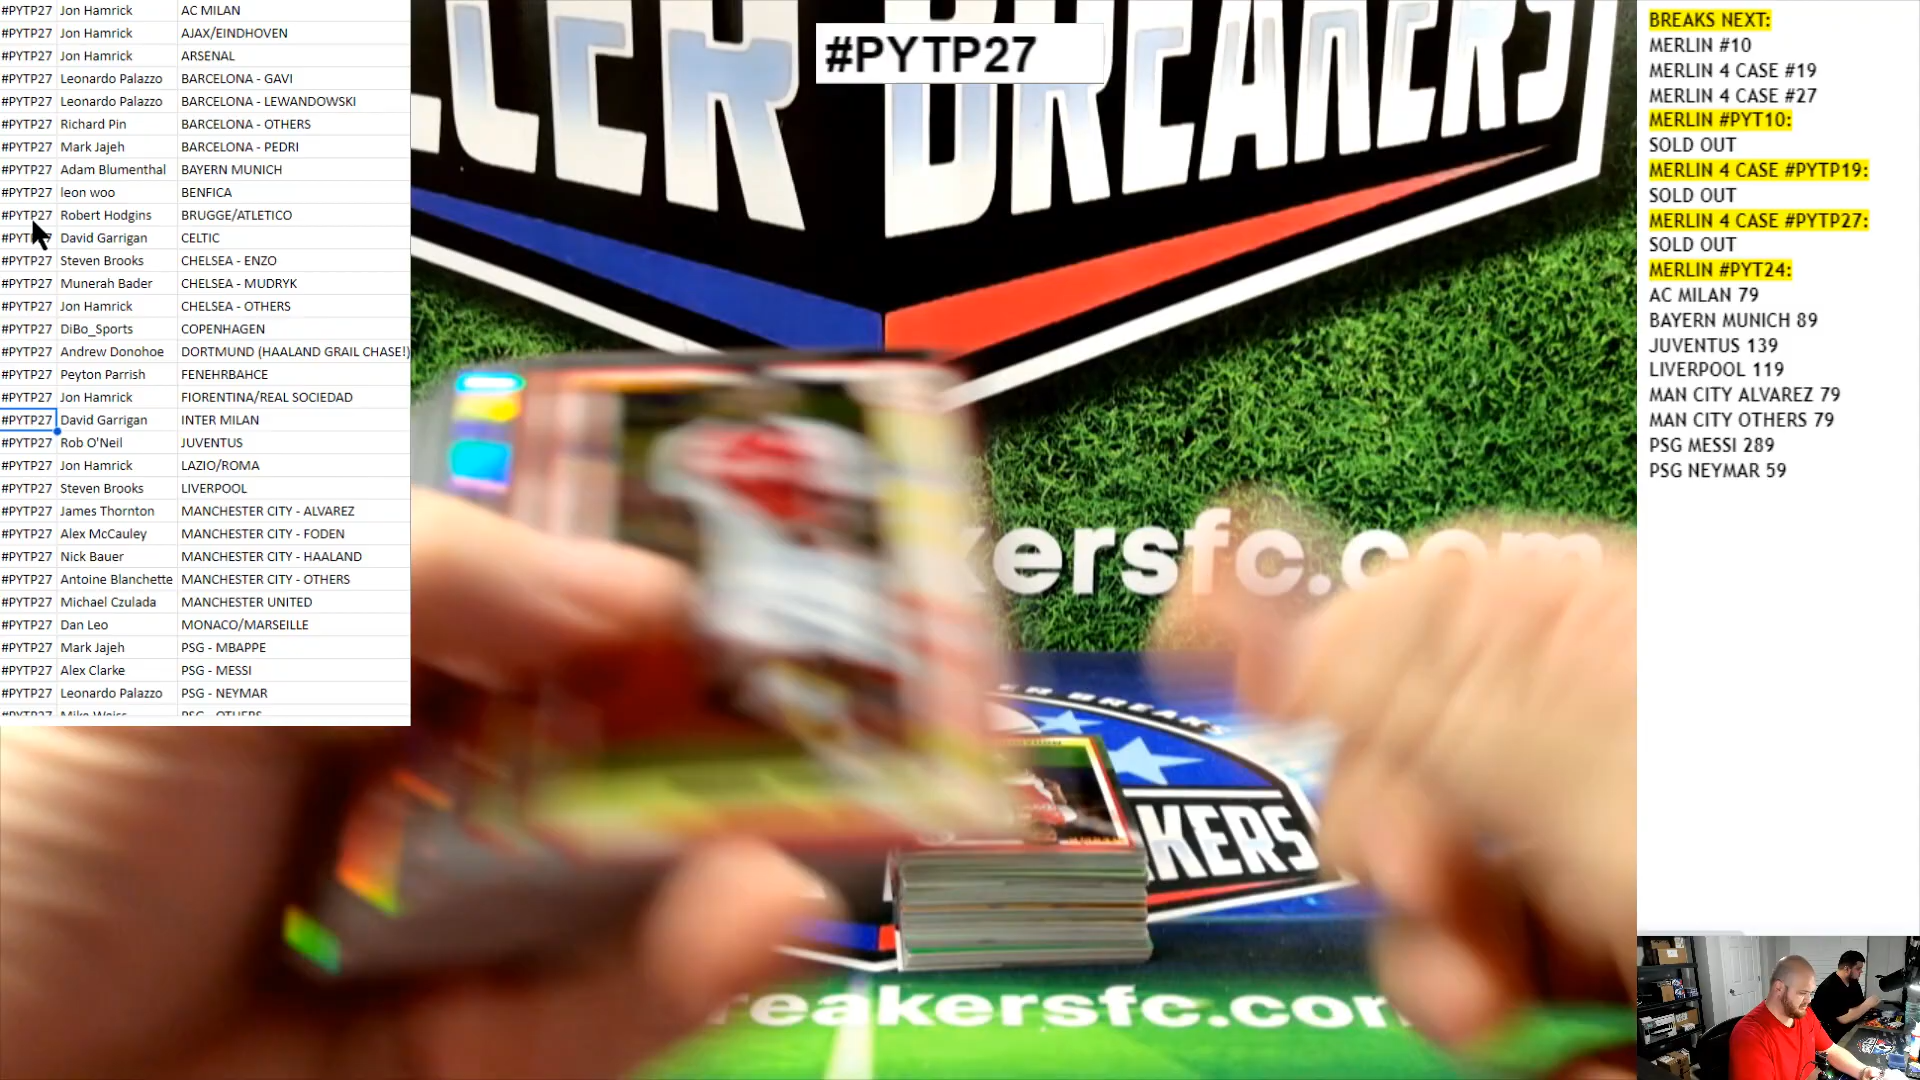 #PYTP27 Jon Hamrick AC MILAN
#PYTP27 Jon Hamrick AJAX/EINDHOVEN
#PYTP27 Jon Hamrick ARSENAL
#PYTP27 Leonardo Palazzo BARCELONA - GAVI
#PYTP27 Leonardo Palazzo BARCELONA - LEWANDOWSKI
#PYTP27 Richard Pin BARCELONA - OTHERS
#PYTP27 Mark Jajeh BARCELONA - PEDRI
#PYTP27 Adam Blumenthal BAYERN MUNICH
#PYTP27 leon woo BENFICA
#PYTP27 Robert Hodgins BRUGGE/ATLETICO
David Garrigan CELTIC
#PYTP27 Steven Brooks CHELSEA - ENZO
#PYTP27 Munerah Bader CHELSEA - MUDRYK
#PYTP27 Jon Hamrick CHELSEA - OTHERS
#PYTP27 DiBo_Sports COPENHAGEN
#PYTP27 Andrew Donohoe DORTMUND (HAALAND GRAIL CHASE!)
#PYTP27 Peyton Parrish FENEHRBAHCE
#PYTP27 Jon Hamrick FIORENTINA/REAL SOCIEDAD
#PYTP27 David Garrigan INTER MILAN
#PYTP27 Rob O'Neil JUVENTUS
#PYTP27 Jon Hamrick LAZIO/ROMA
#PYTP27 Steven Brooks LIVERPOOL
#PYTP27 James Thornton MANCHESTER CITY - ALVAREZ
#PYTP27 Alex McCauley MANCHESTER CITY - FODEN
#PYTP27 Nick Bauer MANCHESTER CITY - HAALAND
#PYTP27 Antoine Blanchette MANCHESTER CITY - OTHERS
#PYTP27 Michael Czulada MANCHESTER UNITED
#PYTP27 Dan Leo MONACO/MARSEILLE
#PYTP27 Mark Jajeh PSG - MBAPPE
#PYTP27 Alex Clarke PSG - MESSI
#PYTP27 Leonardo Palazzo PSG - NEYMAR
#PYTP27
BREAKERS
kersfc.com
KERS
reakersfc.com
BREAKS NEXT:
MERLIN #10
MERLIN 4 CASE #19
MERLIN 4 CASE #27
MERLIN #PYT10:
SOLD OUT
MERLIN 4 CASE #PYTP19:
SOLD OUT
MERLIN 4 CASE #PYTP27:
SOLD OUT
MERLIN #PYT24:
AC MILAN 79
BAYERN MUNICH 89
JUVENTUS 139
LIVERPOOL 119
MAN CITY ALVAREZ 79
MAN CITY OTHERS 79
PSG MESSI 289
PSG NEYMAR 59